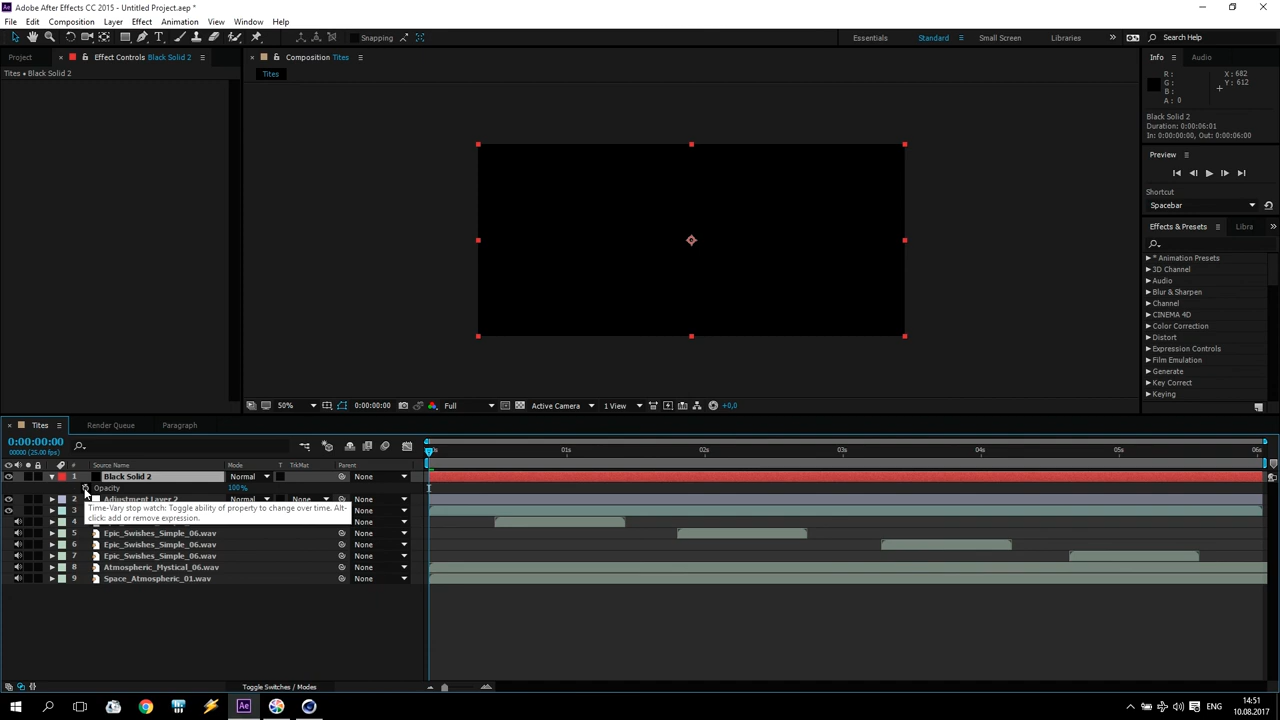 Adobe After Effects CC 2015 - Untitled Project.aep *
File Edit Composition Layer Effect Animation View Window Help
Snapping
Essentials Standard Small Screen Libraries Search Help
Project Effect Controls Black Solid 2 Composition Tites Info Audio
Tites • Black Solid 2
Tites
R : X : 682
G : Y : 612
B :
A : 0
Black Solid 2
Duration: 0:00:06:01
In: 0:00:00:00, Out: 0:00:06:00
Preview
Shortcut
Spacebar
Effects & Presets Libra
* Animation Presets
3D Channel
Audio
Blur & Sharpen
Channel
CINEMA 4D
Color Correction
Distort
Expression Controls
Film Emulation
Generate
Key Correct
Keying
50% 0:00:00:00 Full Active Camera 1 View +0,0
Tites Render Queue Paragraph
0:00:00:00
00000 (25.00 fps)
01s 02s 03s 04s 05s 06s
# Source Name Mode T TrkMat Parent
1 Black Solid 2 Normal None
Opacity 100%
2 Adjustment Layer 2 Normal None None
Time-Vary stop watch: Toggle ability of property to change over time. Alt-
click: add or remove expression.
3 None
4 None
5 Epic_Swishes_Simple_06.wav None
6 Epic_Swishes_Simple_06.wav None
7 Epic_Swishes_Simple_06.wav None
8 Atmospheric_Mystical_06.wav None
9 Space_Atmospheric_01.wav None
Toggle Switches / Modes
Ae
ENG
14:51
10.08.2017